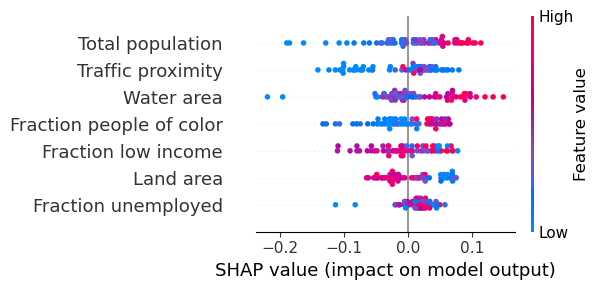 High
Total population
Traffic proximity
Water area
Fraction people of color
Fraction low income
Land area
Fraction unemployed
Feature value
Low
−0.2 −0.1 0.0 0.1
SHAP value (impact on model output)